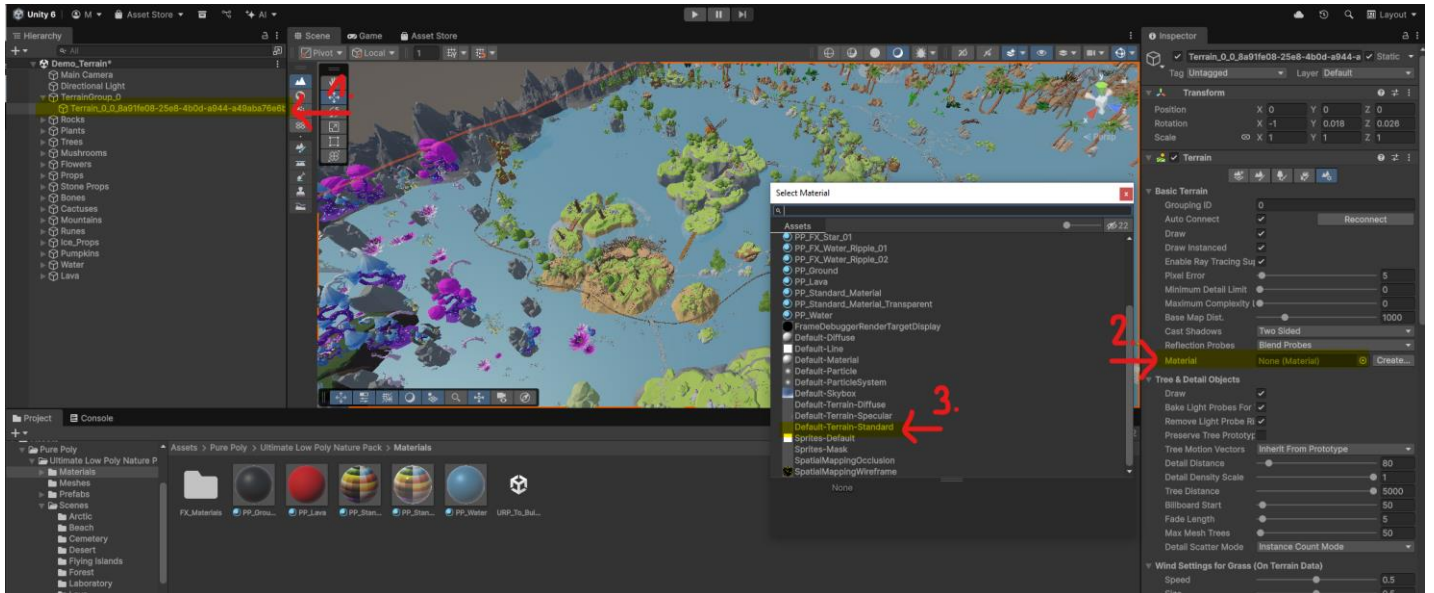 Unity 6 M Asset Store AI Layout
Hierarchy
All
Demo_Terrain*
Main Camera
Directional Light
TerrainGroup_0
Terrain_0_0_8a91fe08-25e8-4b0d-a944-a49aba76e6b
Rocks
Plants
Trees
Mushrooms
Flowers
Props
Stone Props
Bones
Cactuses
Mountains
Runes
Ice_Props
Pumpkins
Water
Lava
Scene Game Asset Store
Pivot Local 1
1.
Persp
Select Material
Assets 22
PP_FX_Star_01
PP_FX_Water_Ripple_01
PP_FX_Water_Ripple_02
PP_Ground
PP_Lava
PP_Standard_Material
PP_Standard_Material_Transparent
PP_Water
FrameDebuggerRenderTargetDisplay
Default-Diffuse
Default-Line
Default-Material
Default-Particle
Default-ParticleSystem
Default-Skybox
Default-Terrain-Diffuse
Default-Terrain-Specular
Default-Terrain-Standard
Sprites-Default
Sprites-Mask
SpatialMappingOcclusion
SpatialMappingWireframe
None
3.
2.
Inspector
Terrain_0_0_8a91fe08-25e8-4b0d-a944-a Static
Tag Untagged Layer Default
Transform
Position X 0 Y 0 Z 0
Rotation X -1 Y 0.018 Z 0.026
Scale X 1 Y 1 Z 1
Terrain
Basic Terrain
Grouping ID 0
Auto Connect Reconnect
Draw
Draw Instanced
Enable Ray Tracing Sup
Pixel Error 5
Minimum Detail Limit 0
Maximum Complexity L 0
Base Map Dist. 1000
Cast Shadows Two Sided
Reflection Probes Blend Probes
Material None (Material) Create...
Tree & Detail Objects
Draw
Bake Light Probes For
Remove Light Probe Ri
Preserve Tree Prototyp
Tree Motion Vectors Inherit From Prototype
Detail Distance 80
Detail Density Scale 1
Tree Distance 5000
Billboard Start 50
Fade Length 5
Max Mesh Trees 50
Detail Scatter Mode Instance Count Mode
Wind Settings for Grass (On Terrain Data)
Speed 0.5
Project Console
Pure Poly
Ultimate Low Poly Nature P
Materials
Meshes
Prefabs
Scenes
Arctic
Beach
Cemetery
Desert
Flying Islands
Forest
Laboratory
Assets > Pure Poly > Ultimate Low Poly Nature Pack > Materials
FX_Materials PP_Grou... PP_Lava PP_Stan... PP_Stan... PP_Water URP_To_Bui...